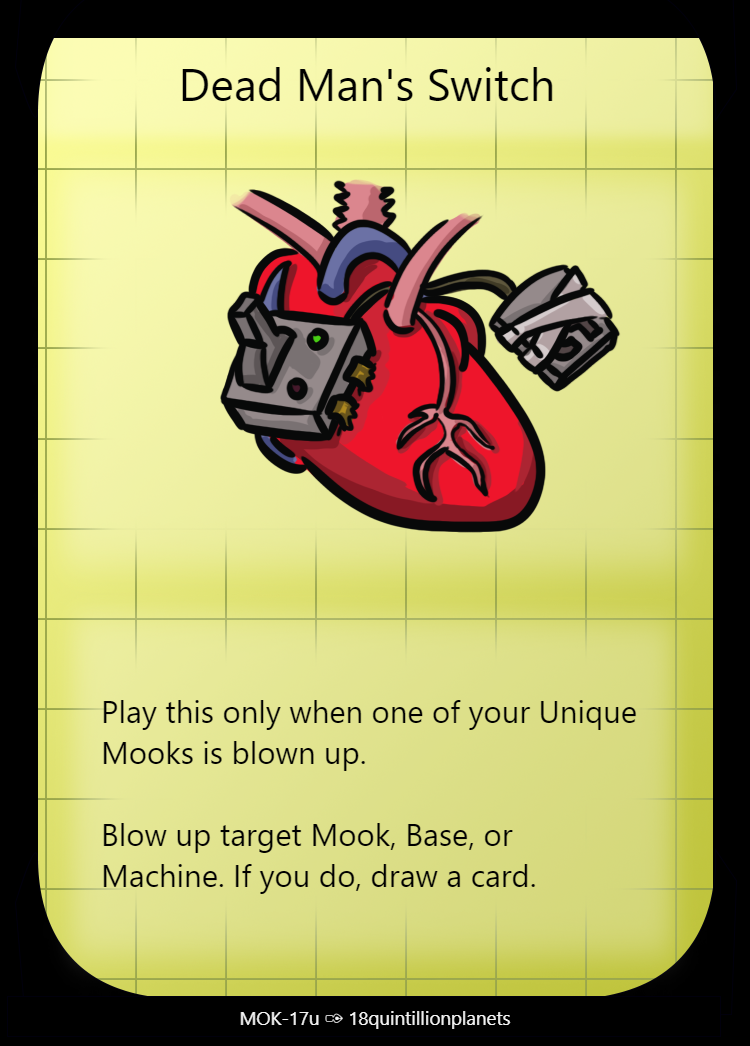 Dead Man's Switch
Play this only when one of your Unique
Mooks is blown up.
Blow up target Mook, Base, or
Machine. If you do, draw a card.
MOK-17u ✑ 18quintillionplanets